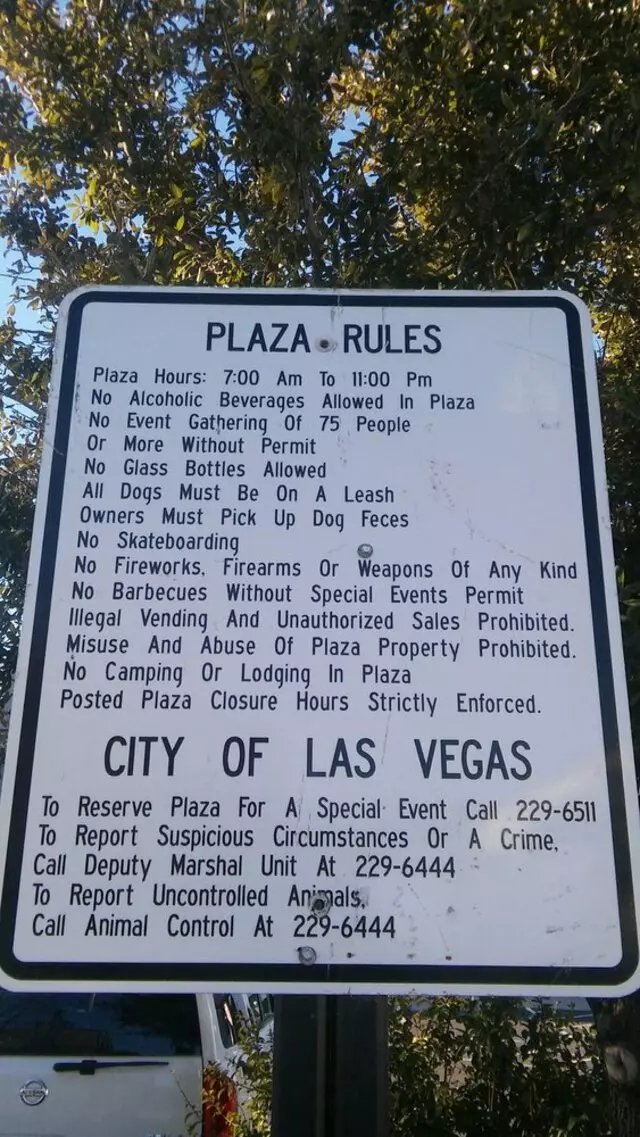 PLAZA RULES
Plaza Hours: 7:00 Am To 11:00 Pm
No Alcoholic Beverages Allowed In Plaza
No Event Gathering Of 75 People
Or More Without Permit
No Glass Bottles Allowed
All Dogs Must Be On A Leash
Owners Must Pick Up Dog Feces
No Skateboarding
No Fireworks, Firearms Or Weapons Of Any Kind
No Barbecues Without Special Events Permit
Illegal Vending And Unauthorized Sales Prohibited.
Misuse And Abuse Of Plaza Property Prohibited.
No Camping Or Lodging In Plaza
Posted Plaza Closure Hours Strictly Enforced.
CITY OF LAS VEGAS
To Reserve Plaza For A Special Event Call 229-6511
To Report Suspicious Circumstances Or A Crime,
Call Deputy Marshal Unit At 229-6444
To Report Uncontrolled Animals,
Call Animal Control At 229-6444